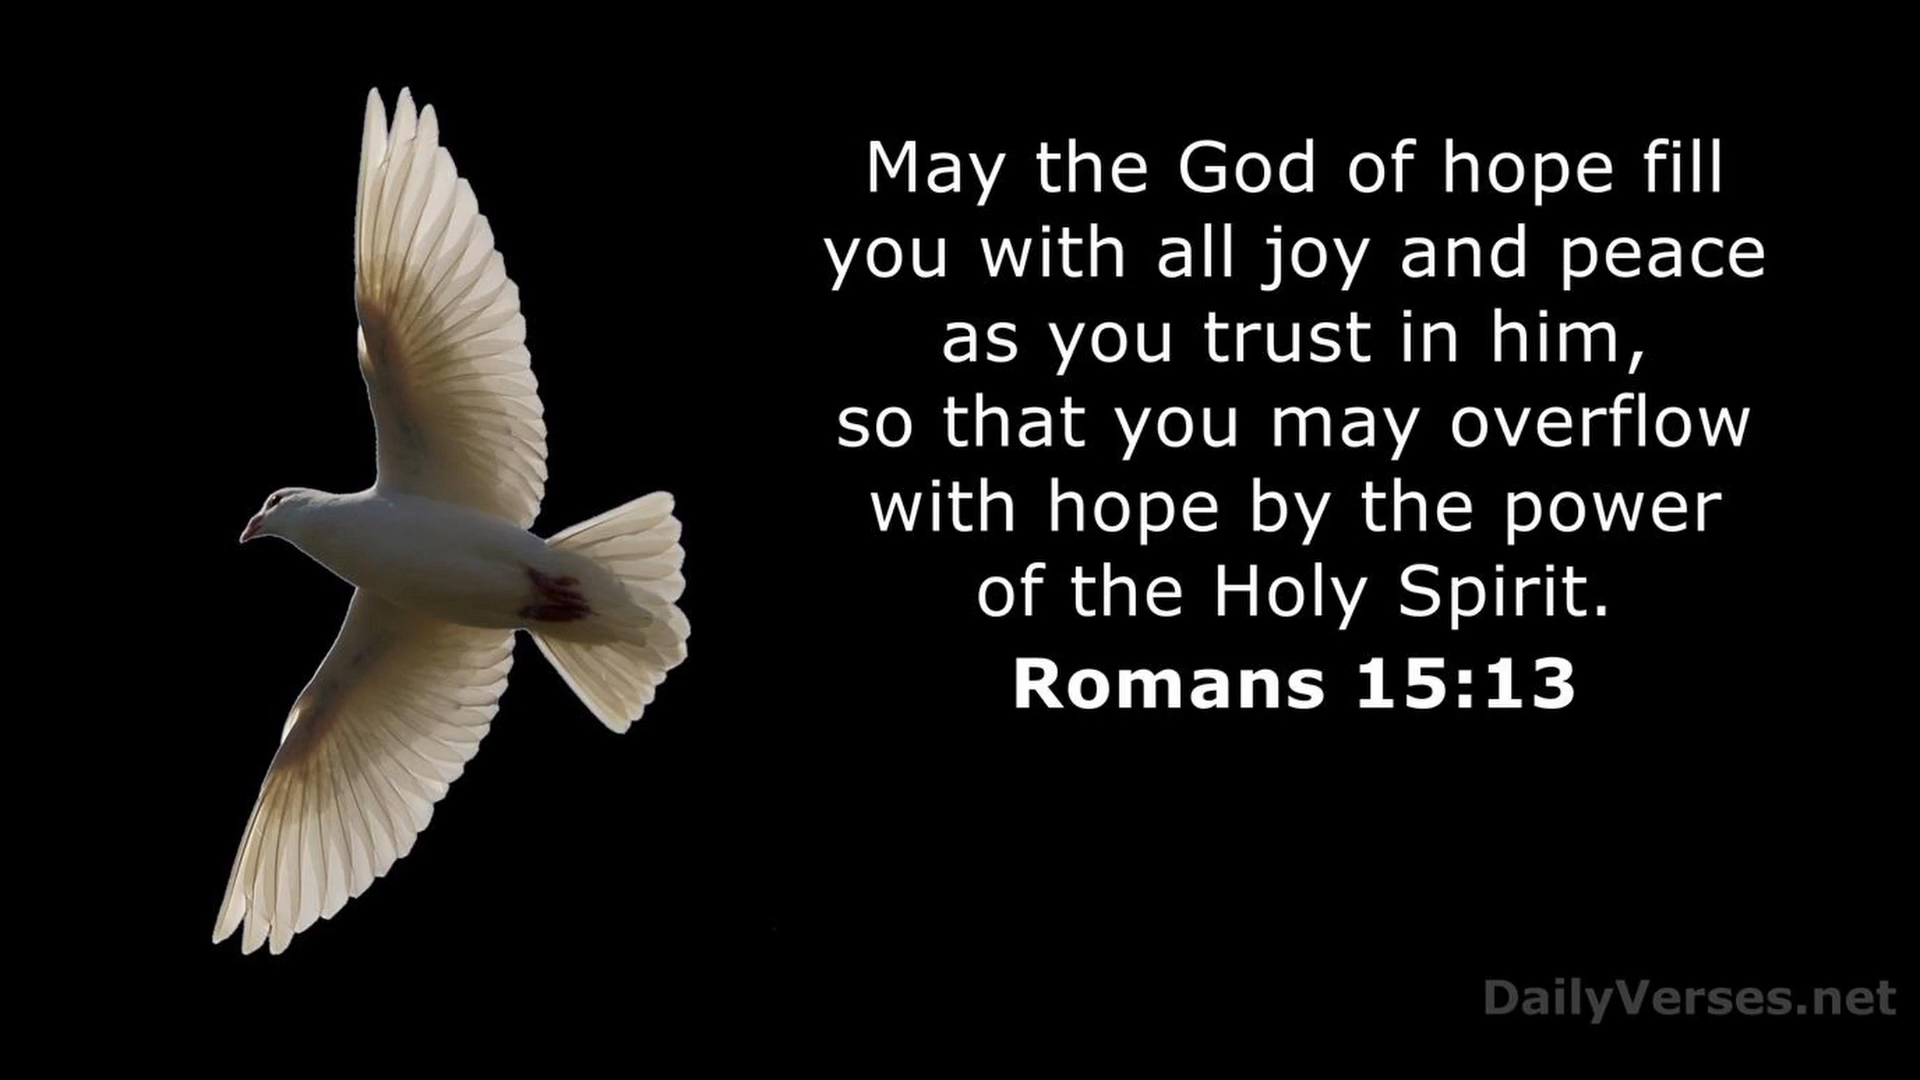 May the God of hope fill
you with all joy and peace
as you trust in him,
so that you may overflow
with hope by the power
of the Holy Spirit.
Romans 15:13
DailyVerses.net